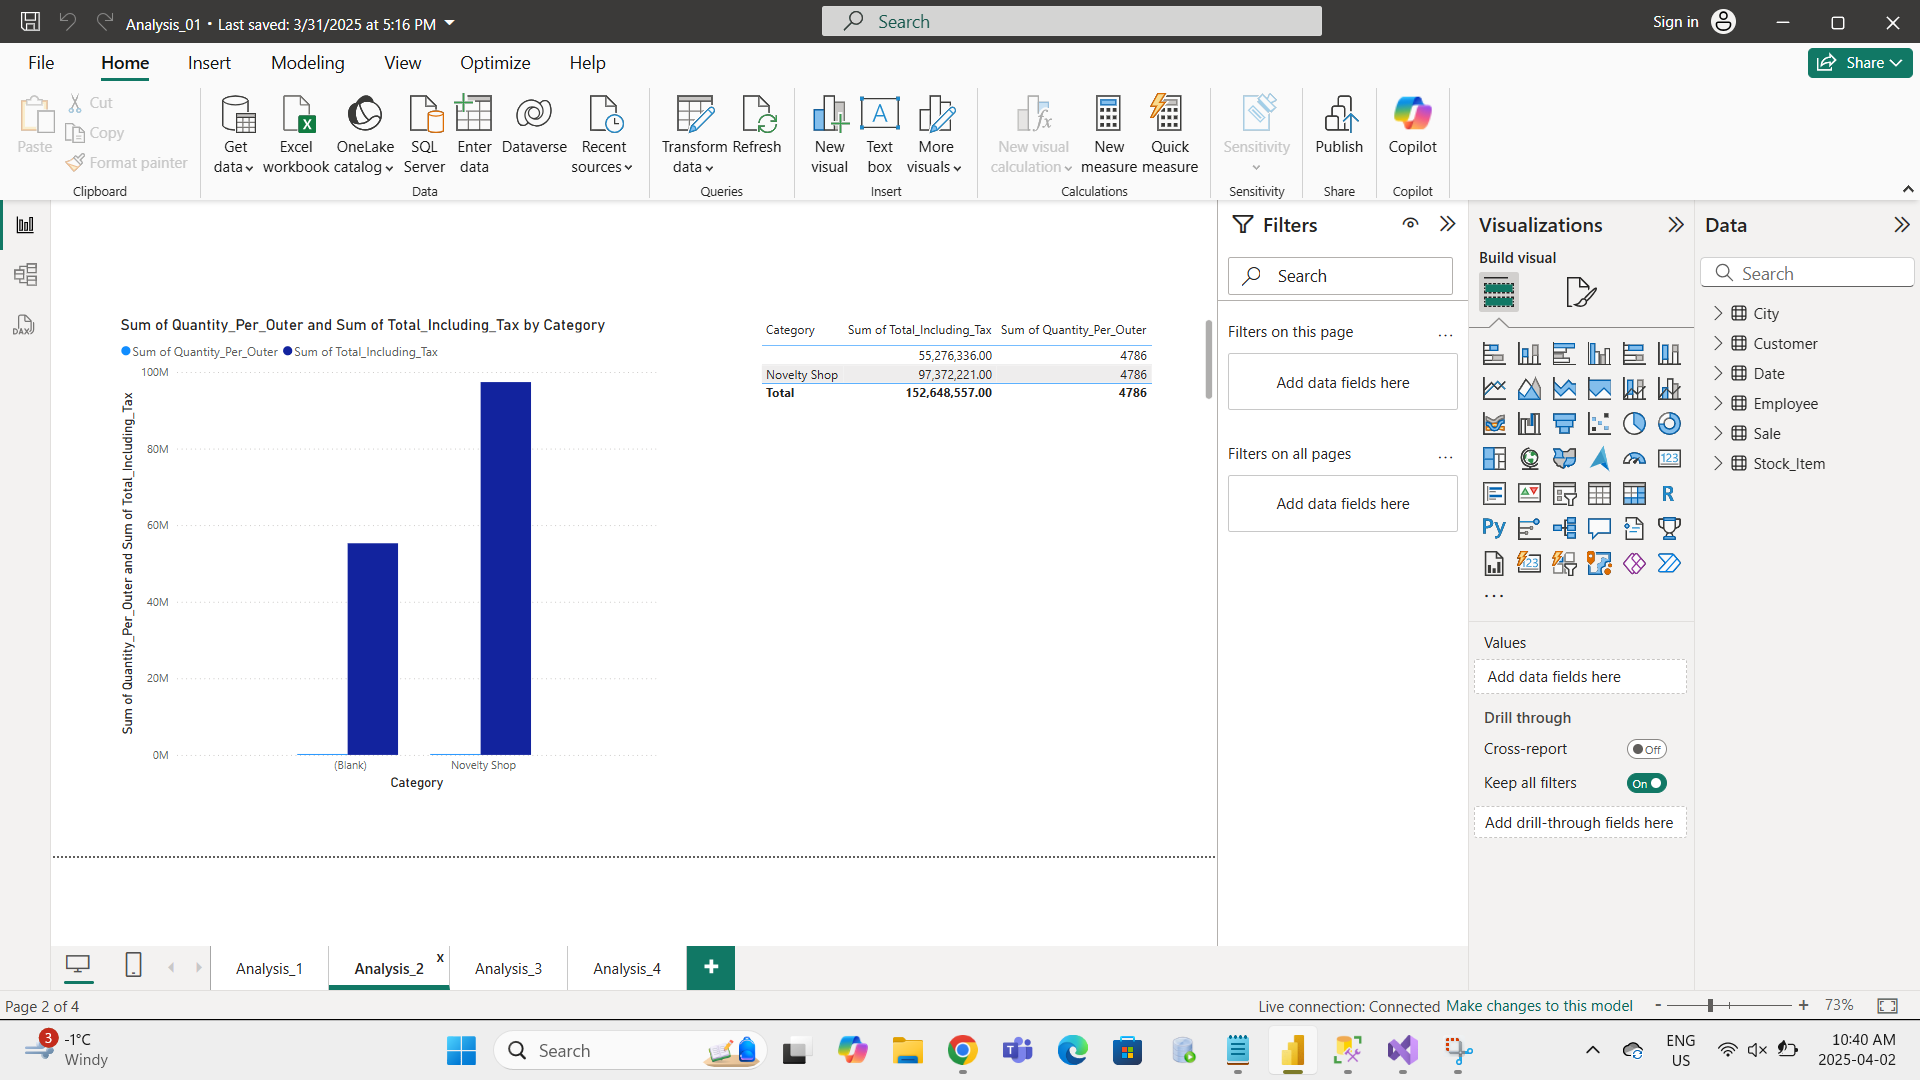 Analysis_01 • Last saved: 3/31/2025 at 5:16 PM
Search
Sign in
File
Home
Insert
Modeling
View
Optimize
Help
Share
Paste
Cut
Copy
Format painter
Clipboard
Get data
Excel workbook
OneLake catalog
SQL Server
Enter data
Dataverse
Recent sources
Data
Transform data
Refresh
Queries
New visual
Text box
More visuals
Insert
New visual calculation
New measure
Quick measure
Calculations
Sensitivity
Sensitivity
Publish
Share
Copilot
Copilot
DAX
Sum of Quantity_Per_Outer and Sum of Total_Including_Tax by Category
Sum of Quantity_Per_Outer Sum of Total_Including_Tax
Sum of Quantity_Per_Outer and Sum of Total_Including_Tax
100M
80M
60M
40M
20M
0M
(Blank)
Novelty Shop
Category
Category Sum of Total_Including_Tax Sum of Quantity_Per_Outer
55,276,336.00 4786
Novelty Shop 97,372,221.00 4786
Total 152,648,557.00 4786
Filters
Search
Filters on this page
...
Add data fields here
Filters on all pages
...
Add data fields here
Visualizations
Build visual
123
R
Py
123
...
Values
Add data fields here
Drill through
Cross-report
Off
Keep all filters
On
Add drill-through fields here
Data
Search
City
Customer
Date
Employee
Sale
Stock_Item
Analysis_1
Analysis_2
x
Analysis_3
Analysis_4
+
Page 2 of 4
Live connection: Connected Make changes to this model
- + 73%
3
-1°C
Windy
Search
ENG
US
10:40 AM
2025-04-02